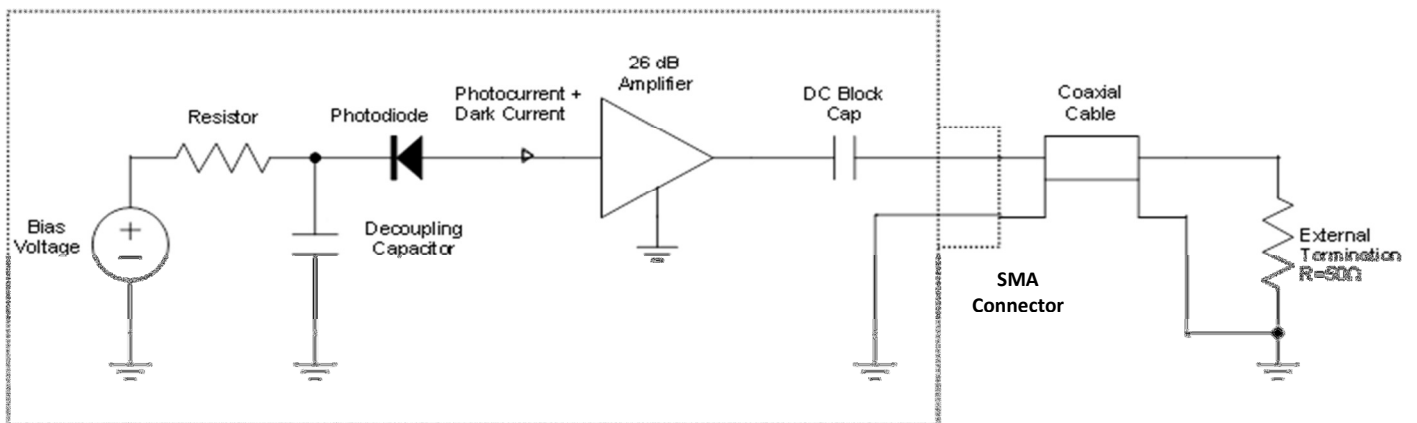 26 dB
Amplifier
Photocurrent +
Dark Current
DC Block
Cap
Coaxial
Cable
Resistor
Photodiode
Bias
Voltage
+
−
Decoupling
Capacitor
SMA
Connector
External
Termination
R=50Ω